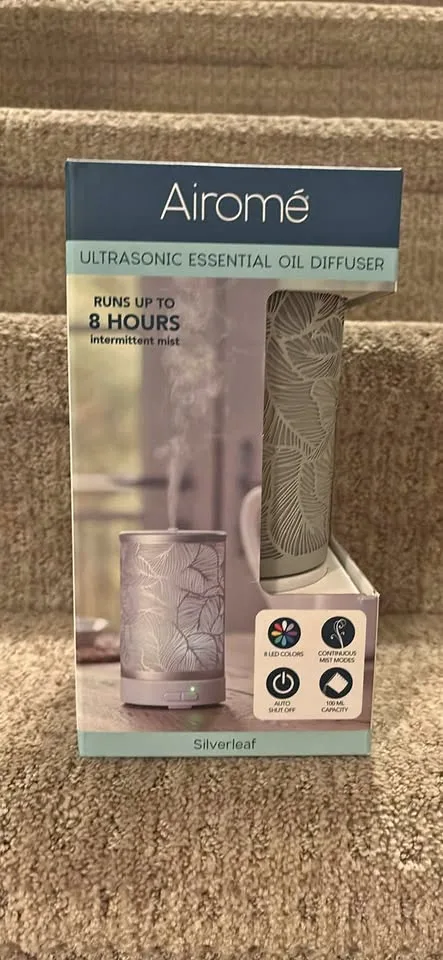 Airomé
ULTRASONIC ESSENTIAL OIL DIFFUSER
RUNS UP TO
8 HOURS
intermittent mist
8 LED COLORS
CONTINUOUS
MIST MODES
AUTO
SHUT OFF
100 ML
CAPACITY
Silverleaf